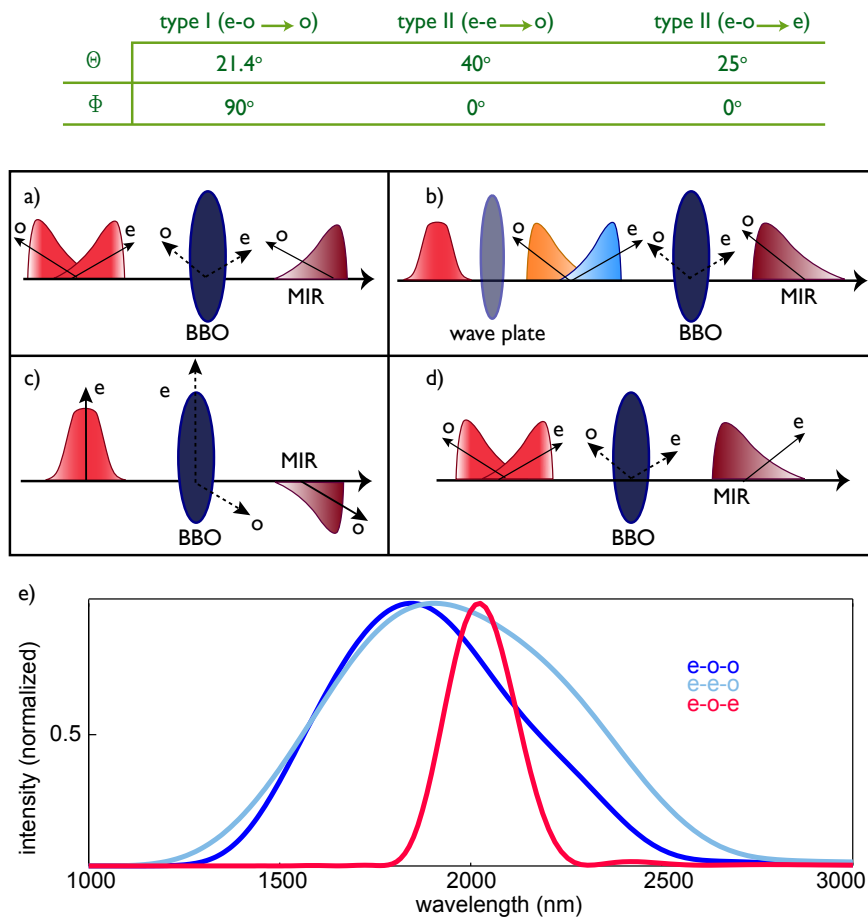 type I (e-o ⟶ o) type II (e-e ⟶ o) type II (e-o ⟶ e)
Θ 21.4° 40° 25°
Φ 90° 0° 0°
a)
o e o e o
MIR
BBO
b)
o e o e o
MIR
wave plate BBO
c)
e e
MIR
o o
BBO
d)
o e o e e
MIR
BBO
e)
e-o-o
e-e-o
e-o-e
0.5
intensity (normalized)
1000 1500 2000 2500 3000
wavelength (nm)